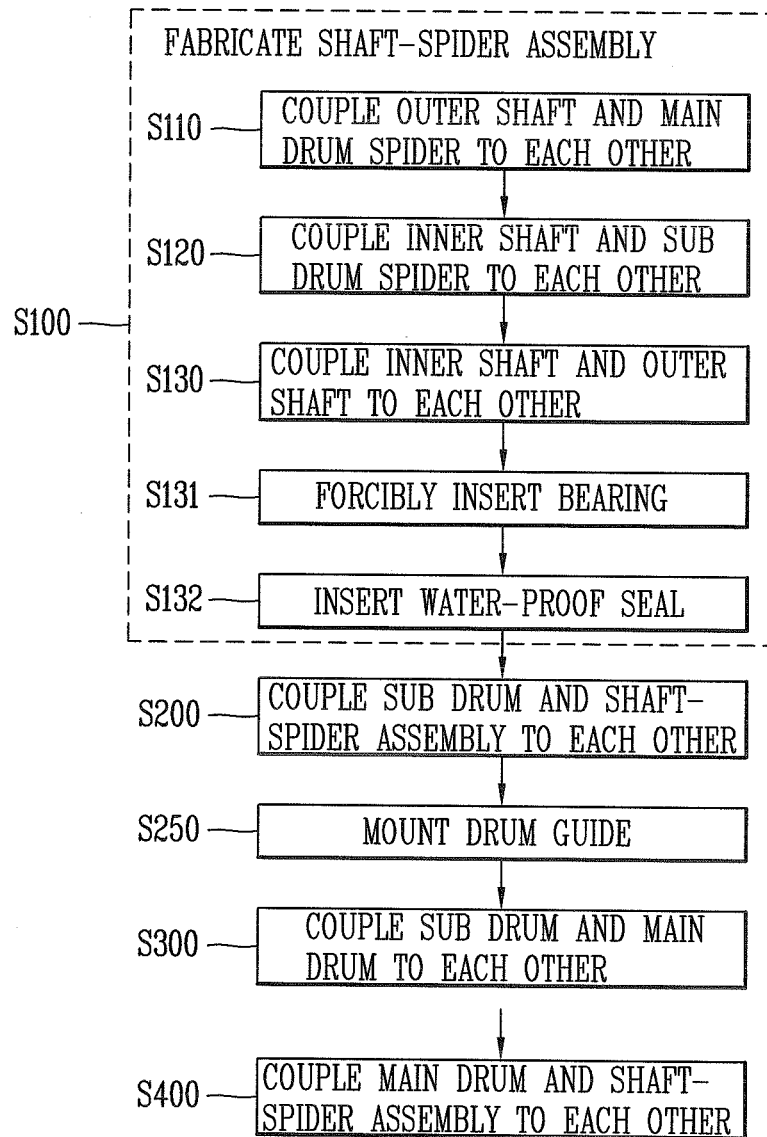 FABRICATE SHAFT-SPIDER ASSEMBLY
S110
COUPLE OUTER SHAFT AND MAIN
DRUM SPIDER TO EACH OTHER
S120
COUPLE INNER SHAFT AND SUB
DRUM SPIDER TO EACH OTHER
S100
S130
COUPLE INNER SHAFT AND OUTER
SHAFT TO EACH OTHER
S131
FORCIBLY INSERT BEARING
S132
INSERT WATER-PROOF SEAL
S200
COUPLE SUB DRUM AND SHAFT-
SPIDER ASSEMBLY TO EACH OTHER
S250
MOUNT DRUM GUIDE
S300
COUPLE SUB DRUM AND MAIN
DRUM TO EACH OTHER
S400
COUPLE MAIN DRUM AND SHAFT-
SPIDER ASSEMBLY TO EACH OTHER